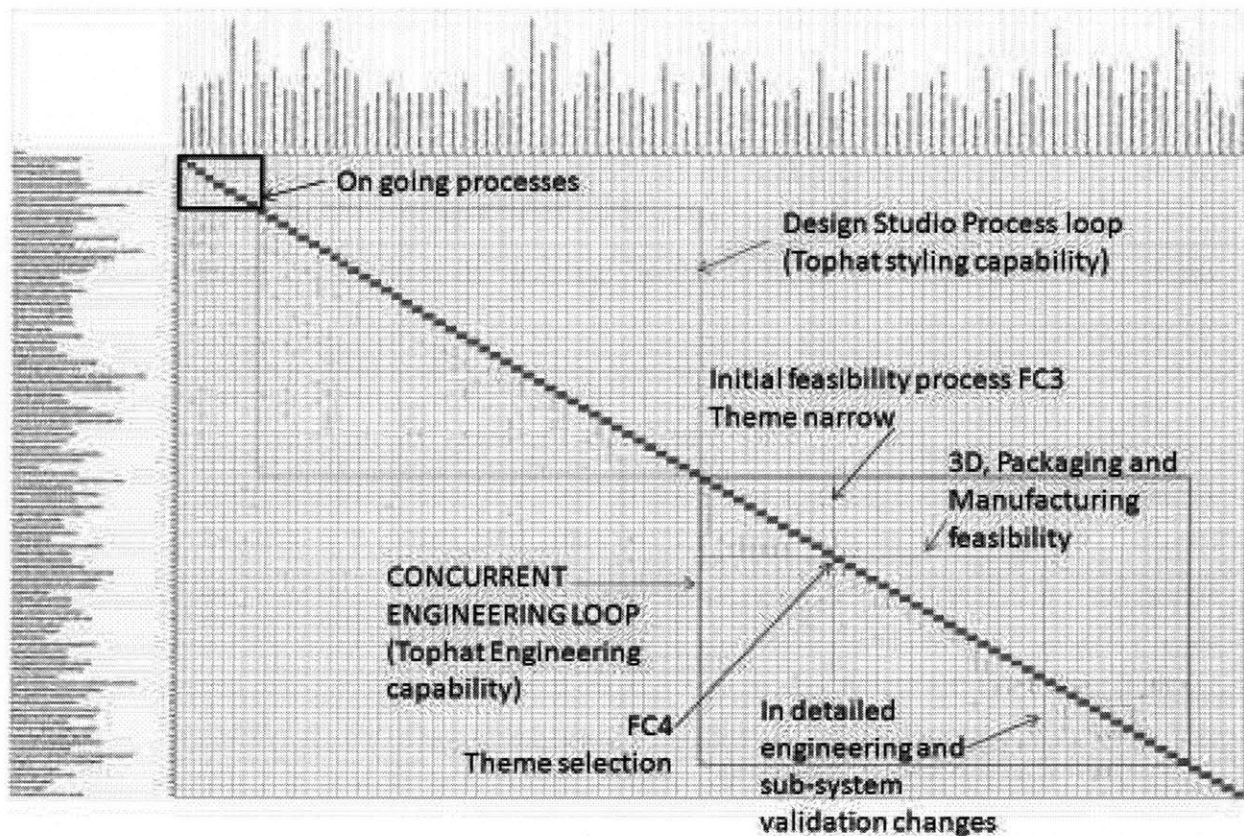 On going processes
Design Studio Process loop
(Tophat styling capability)
Initial feasibility process FC3
Theme narrow
3D, Packaging and
Manufacturing
feasibility
CONCURRENT
ENGINEERING LOOP
(Tophat Engineering
capability)
FC4
Theme selection
In detailed
engineering and
sub-system
validation changes